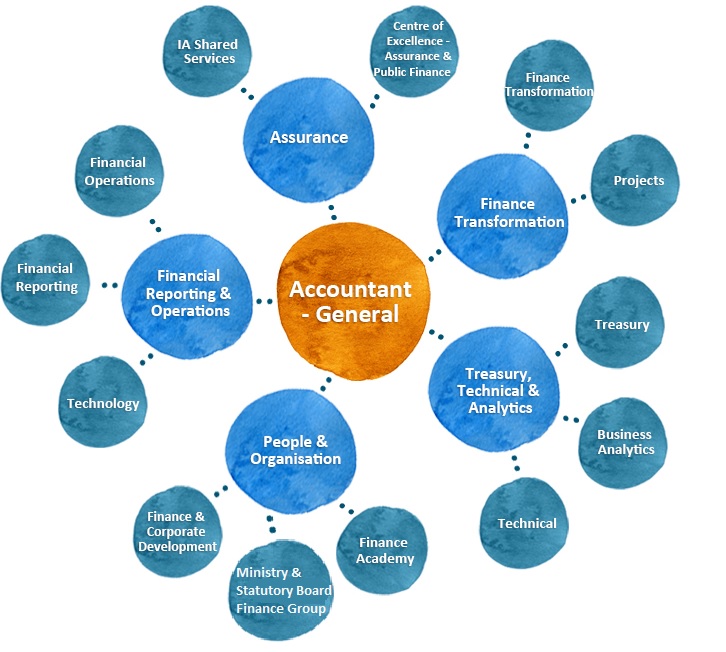 IA Shared
Services
Centre of
Excellence -
Assurance &
Public Finance
Assurance
Finance
Transformation
Projects
Finance
Transformation
Financial
Operations
Financial
Reporting
Technology
Financial
Reporting &
Operations
Accountant
- General
Treasury,
Technical &
Analytics
Treasury
Business
Analytics
Technical
People &
Organisation
Finance &
Corporate
Development
Ministry &
Statutory Board
Finance Group
Finance
Academy